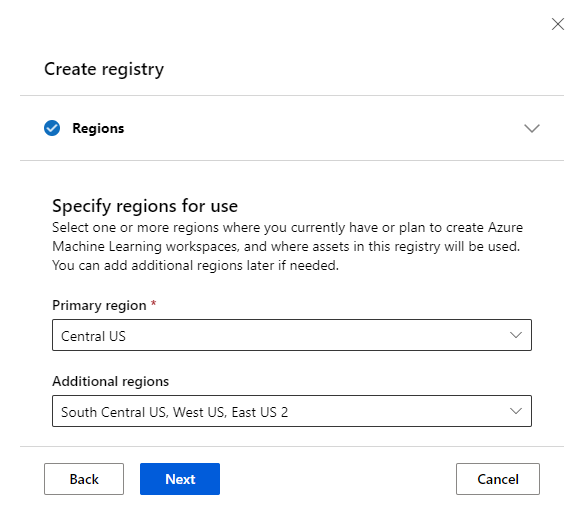 Create registry
Regions
Specify regions for use
Select one or more regions where you currently have or plan to create Azure
Machine Learning workspaces, and where assets in this registry will be used.
You can add additional regions later if needed.
Primary region *
Central US
Additional regions
South Central US, West US, East US 2
Back Next Cancel